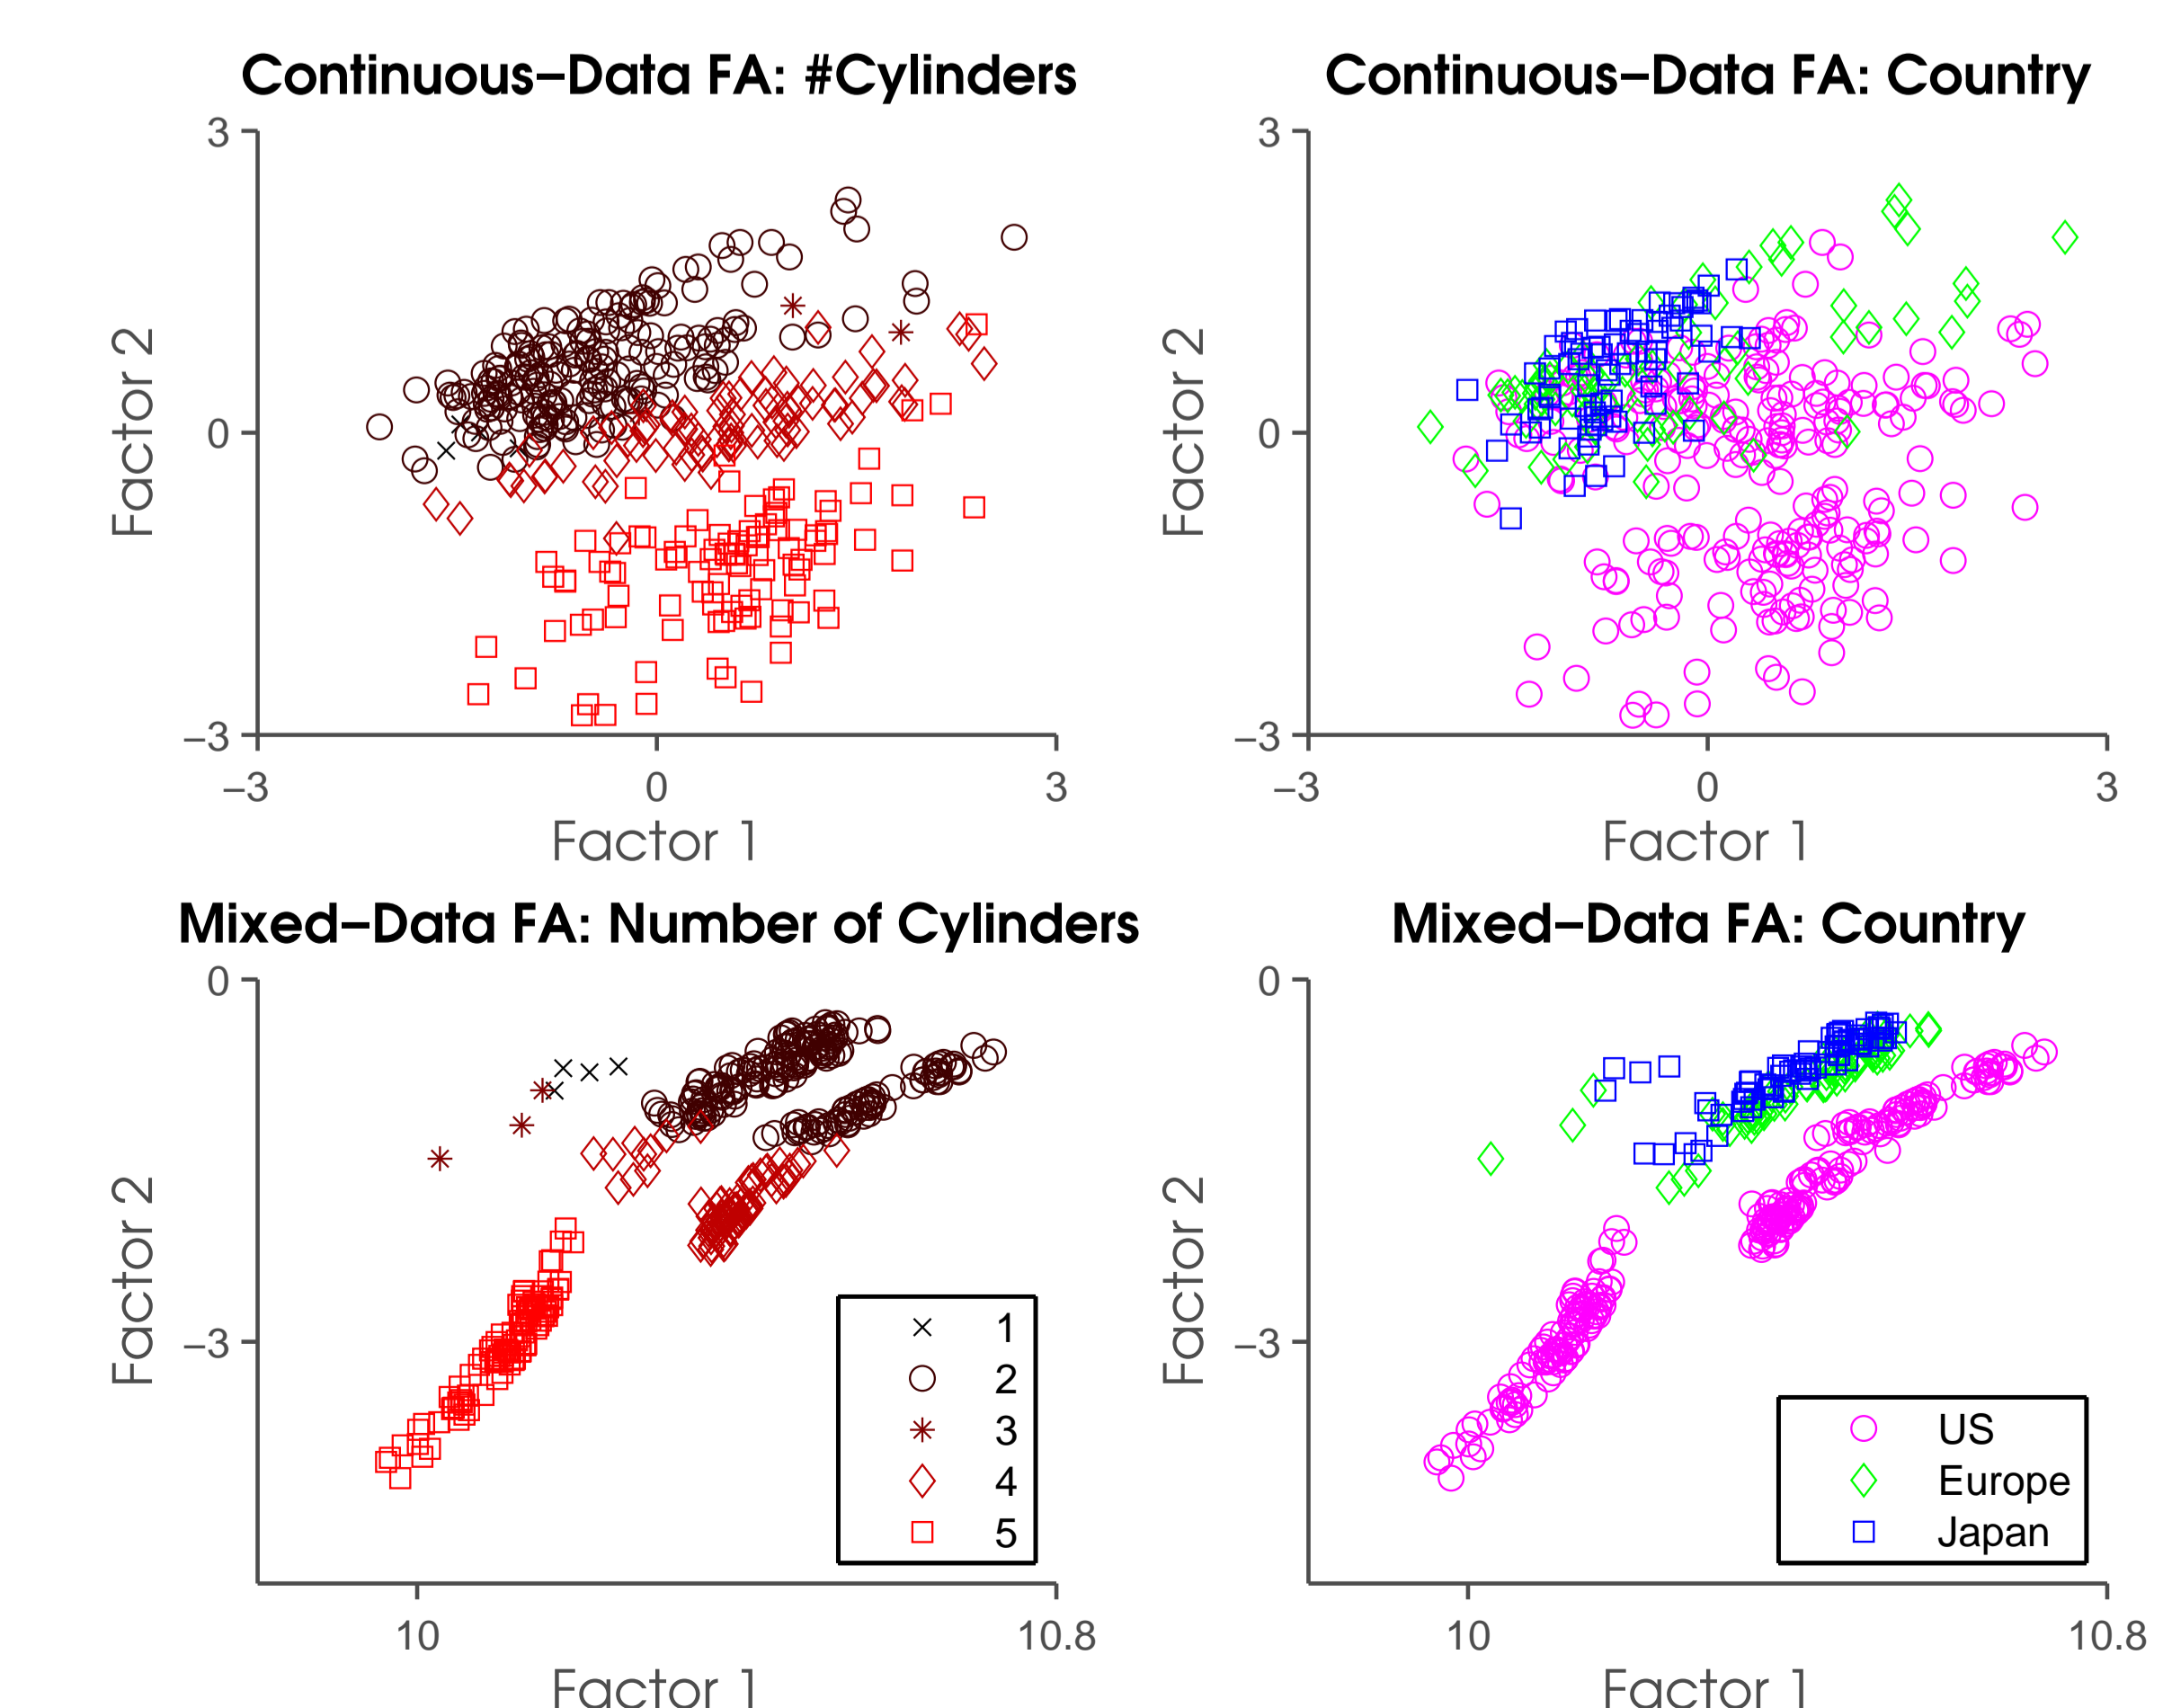 Continuous–Data FA: #Cylinders
3
0
–3
Factor 2
–3 0 3
Factor 1
Continuous–Data FA: Country
3
0
–3
Factor 2
–3 0 3
Factor 1
Mixed–Data FA: Number of Cylinders
0
–3
Factor 2
1
2
3
4
5
10 10.8
Factor 1
Mixed–Data FA: Country
0
–3
Factor 2
US
Europe
Japan
10 10.8
Factor 1